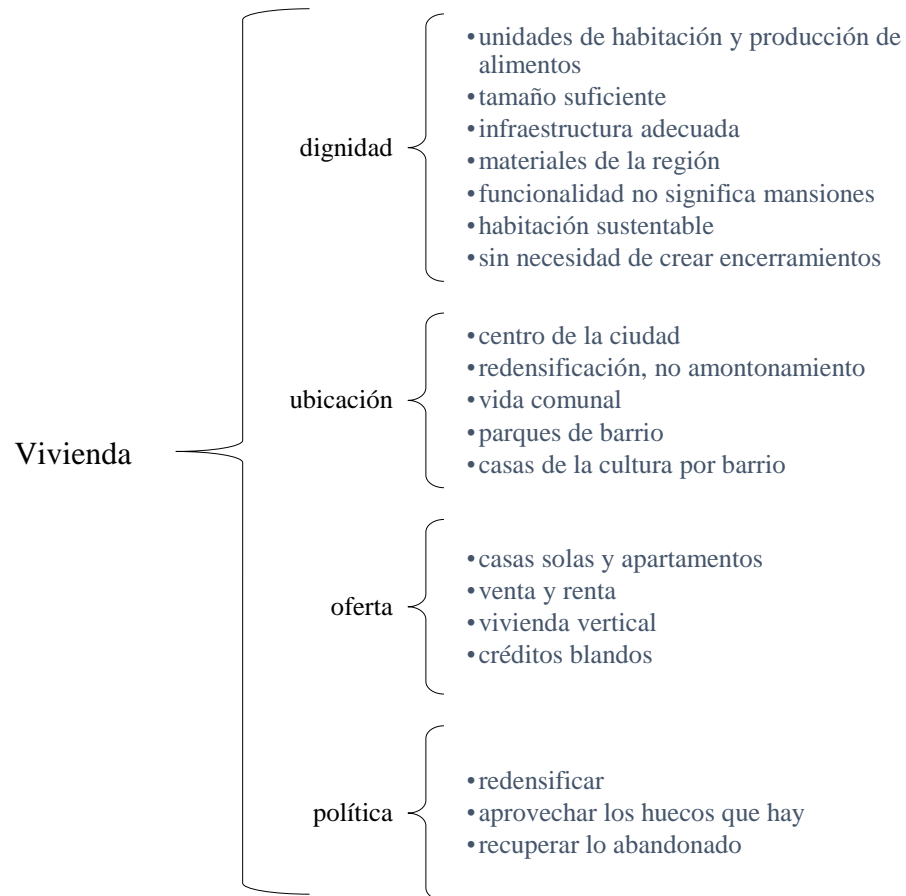 Vivienda
dignidad
•unidades de habitación y producción de
alimentos
•tamaño suficiente
•infraestructura adecuada
•materiales de la región
•funcionalidad no significa mansiones
•habitación sustentable
•sin necesidad de crear encerramientos
ubicación
•centro de la ciudad
•redensificación, no amontonamiento
•vida comunal
•parques de barrio
•casas de la cultura por barrio
oferta
•casas solas y apartamentos
•venta y renta
•vivienda vertical
•créditos blandos
política
•redensificar
•aprovechar los huecos que hay
•recuperar lo abandonado